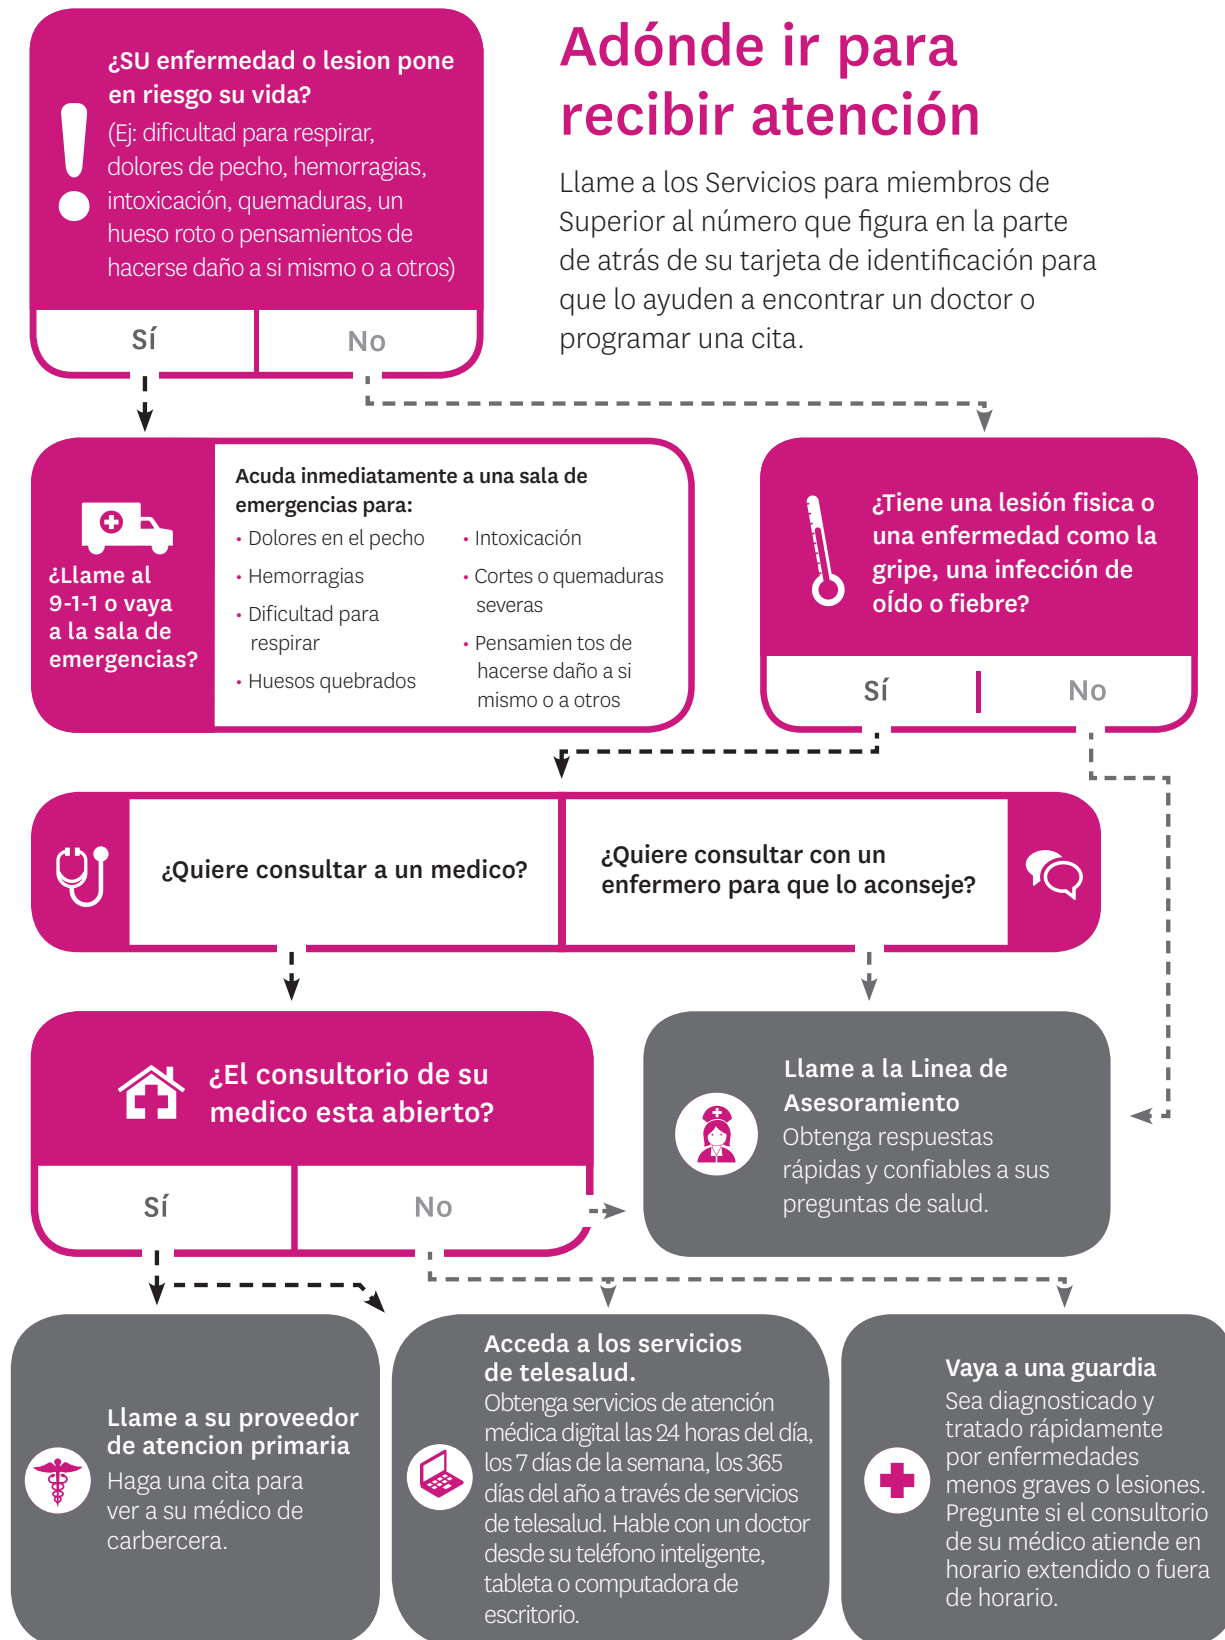 Adónde ir para
recibir atención
Llame a los Servicios para miembros de
Superior al número que figura en la parte
de atrás de su tarjeta de identificación para
que lo ayuden a encontrar un doctor o
programar una cita.
¿SU enfermedad o lesion pone
en riesgo su vida?
(Ej: dificultad para respirar,
dolores de pecho, hemorragias,
intoxicación, quemaduras, un
hueso roto o pensamientos de
hacerse daño a si mismo o a otros)
Sí
No
¿Llame al
9-1-1 o vaya
a la sala de
emergencias?
Acuda inmediatamente a una sala de
emergencias para:
• Dolores en el pecho
• Hemorragias
• Dificultad para
respirar
• Huesos quebrados
• Intoxicación
• Cortes o quemaduras
severas
• Pensamien tos de
hacerse daño a si
mismo o a otros
¿Tiene una lesión fisica o
una enfermedad como la
gripe, una infección de
oÍdo o fiebre?
Sí
No
¿Quiere consultar a un medico?
¿Quiere consultar con un
enfermero para que lo aconseje?
¿El consultorio de su
medico esta abierto?
Sí
No
Llame a la Linea de
Asesoramiento
Obtenga respuestas
rápidas y confiables a sus
preguntas de salud.
Llame a su proveedor
de atencion primaria
Haga una cita para
ver a su médico de
carbercera.
Acceda a los servicios
de telesalud.
Obtenga servicios de atención
médica digital las 24 horas del día,
los 7 días de la semana, los 365
días del año a través de servicios
de telesalud. Hable con un doctor
desde su teléfono inteligente,
tableta o computadora de
escritorio.
Vaya a una guardia
Sea diagnosticado y
tratado rápidamente
por enfermedades
menos graves o lesiones.
Pregunte si el consultorio
de su médico atiende en
horario extendido o fuera
de horario.